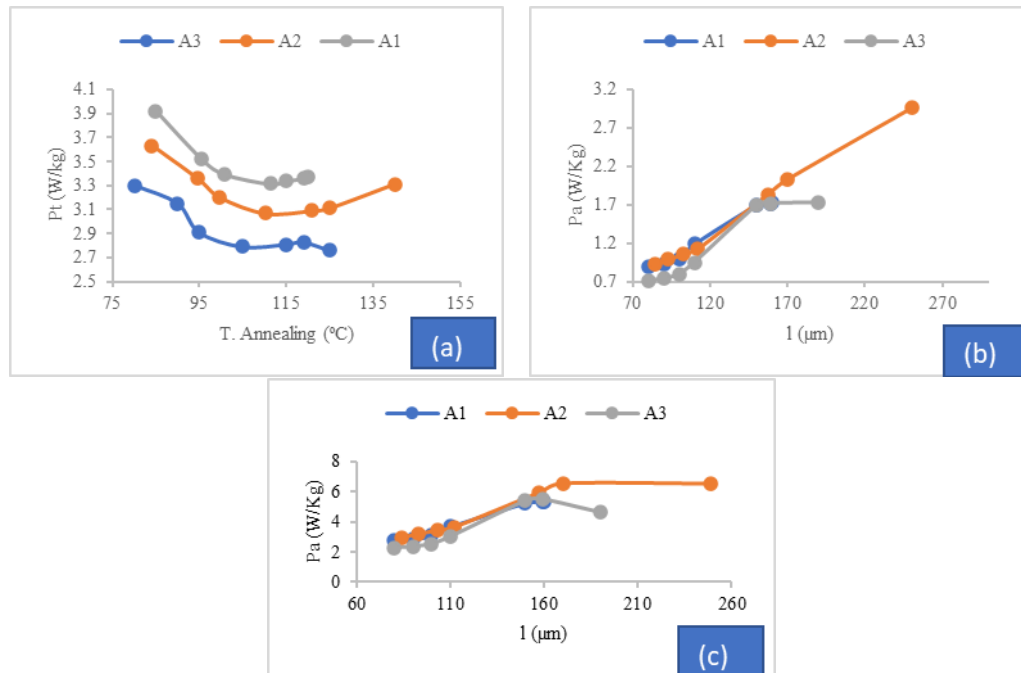 A3 A2 A1
Pt (W/kg)
4.1
3.9
3.7
3.5
3.3
3.1
2.9
2.7
2.5
75 95 115 135 155
T. Annealing (ºC)
(a)
A1 A2 A3
Pa (W/Kg)
3.2
2.7
2.2
1.7
1.2
0.7
70 120 170 220 270
l (µm)
(b)
A1 A2 A3
Pa (W/Kg)
8
6
4
2
0
60 110 160 210 260
l (µm)
(c)